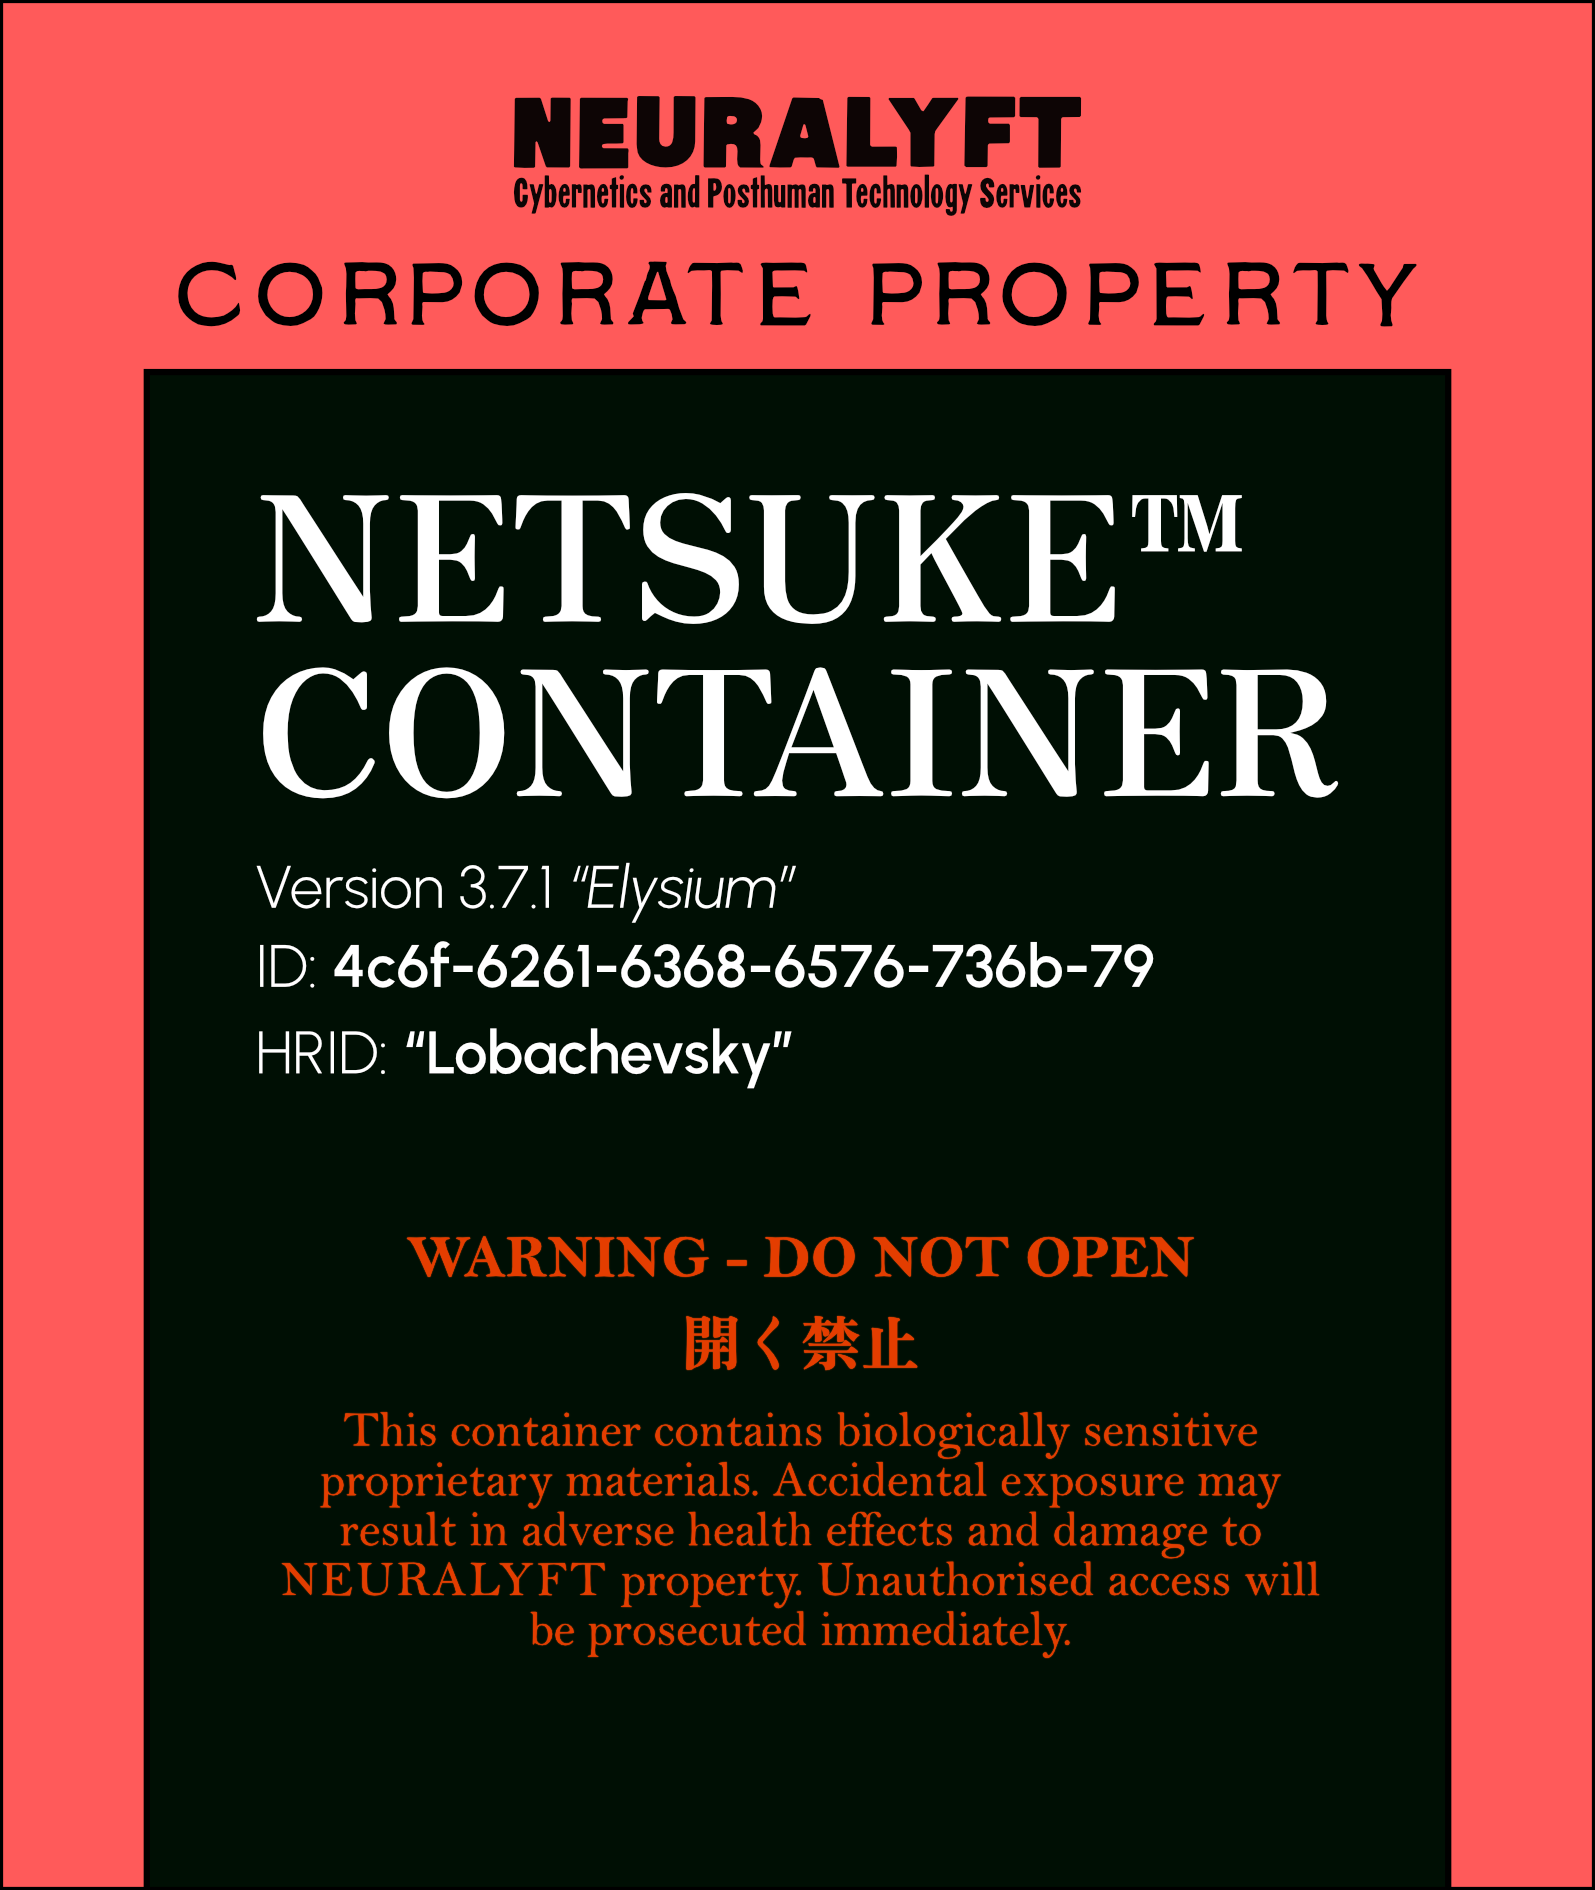 NEURALYFT
Cybernetics and Posthuman Technology Services
CORPORATE PROPERTY
NETSUKE™
CONTAINER
Version 3.7.1 “Elysium”
ID: 4c6f-6261-6368-6576-736b-79
HRID: “Lobachevsky”
WARNING - DO NOT OPEN
開く禁止
This container contains biologically sensitive
proprietary materials. Accidental exposure may
result in adverse health effects and damage to
NEURALYFT property. Unauthorised access will
be prosecuted immediately.